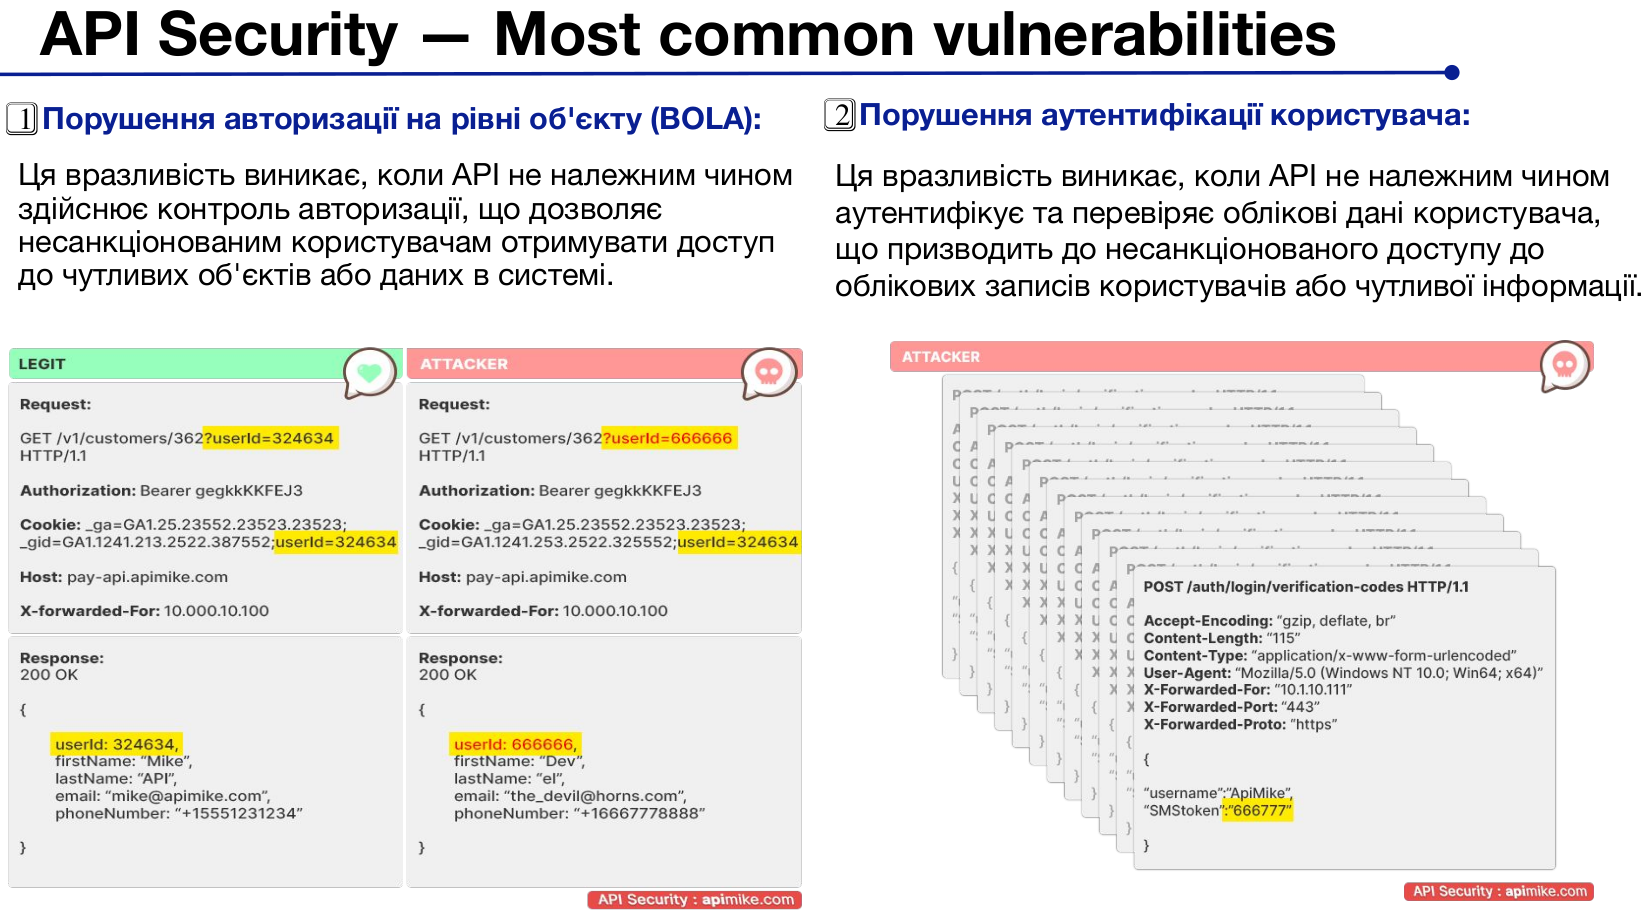 API Security — Most common vulnerabilities
1 Порушення авторизації на рівні об'єкту (BOLA):
Ця вразливість виникає, коли API не належним чином
здійснює контроль авторизації, що дозволяє
несанкціонованим користувачам отримувати доступ
до чутливих об'єктів або даних в системі.
LEGIT
Request:
GET /v1/customers/362?userId=324634
HTTP/1.1
Authorization: Bearer gegkkKKFEJ3
Cookie: _ga=GA1.25.23552.23523.23523;
_gid=GA1.1241.213.2522.387552;userId=324634
Host: pay-api.apimike.com
X-forwarded-For: 10.000.10.100
Response:
200 OK
{
userId: 324634,
firstName: “Mike”,
lastName: “API”,
email: “mike@apimike.com”,
phoneNumber: “+15551231234”
}
ATTACKER
Request:
GET /v1/customers/362?userId=666666
HTTP/1.1
Authorization: Bearer gegkkKKFEJ3
Cookie: _ga=GA1.25.23552.23523.23523;
_gid=GA1.1241.253.2522.325552;userId=324634
Host: pay-api.apimike.com
X-forwarded-For: 10.000.10.100
Response:
200 OK
{
userId: 666666,
firstName: “Dev”,
lastName: “el”,
email: “the_devil@horns.com”,
phoneNumber: “+16667778888”
}
API Security : apimike.com
2 Порушення аутентифікації користувача:
Ця вразливість виникає, коли API не належним чином
аутентифікує та перевіряє облікові дані користувача,
що призводить до несанкціонованого доступу до
облікових записів користувачів або чутливої інформації.
ATTACKER
POST /auth/login/verification-codes HTTP/1.1
Accept-Encoding: “gzip, deflate, br”
Content-Length: “115”
Content-Type: “application/x-www-form-urlencoded”
User-Agent: “Mozilla/5.0 (Windows NT 10.0; Win64; x64)”
X-Forwarded-For: “10.1.10.111”
X-Forwarded-Port: “443”
X-Forwarded-Proto: “https”
{
“username”:“ApiMike”,
“SMStoken”:“666777”
}
API Security : apimike.com